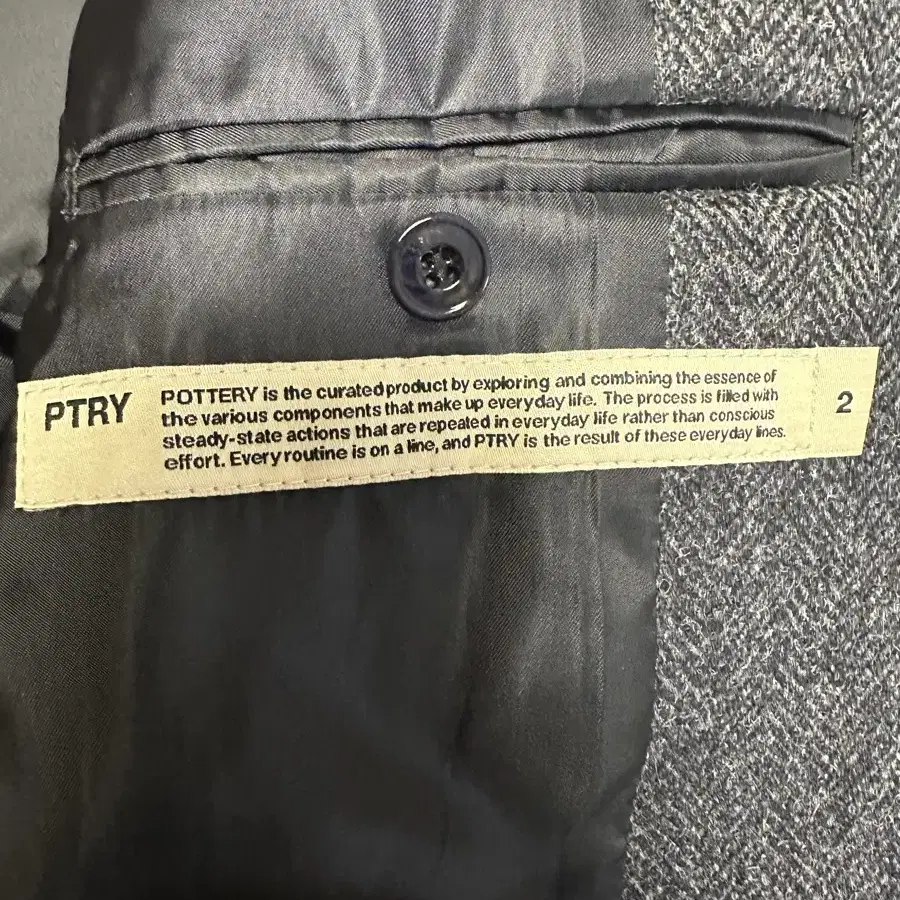 PTRY
POTTERY is the curated product by exploring and combining the essence of
the various components that make up everyday life. The process is filled with
steady-state actions that are repeated in everyday life rather than conscious
effort. Every routine is on a line, and PTRY is the result of these everyday lines.
2